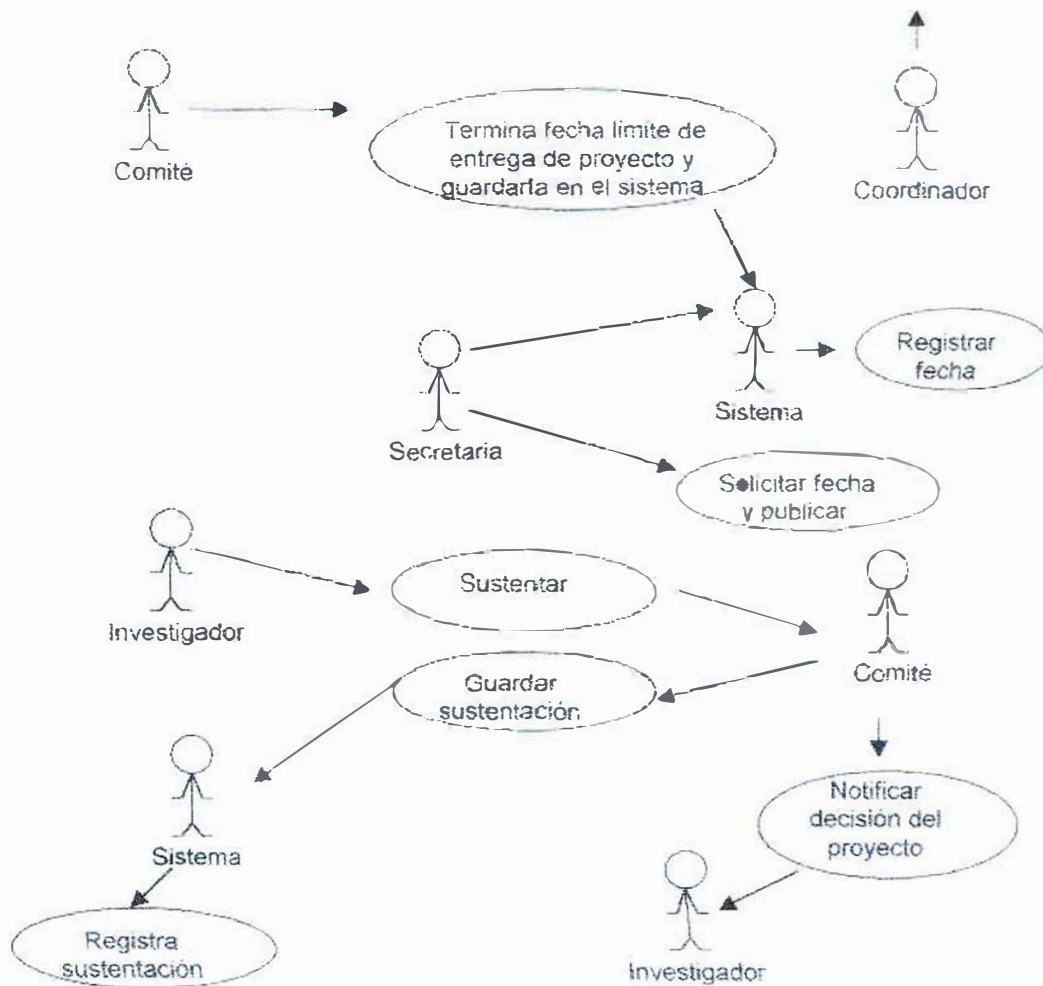 Comité
Termina fecha límite de
entrega de proyecto y
guardarla en el sistema
Coordinador
Secretaria
Sistema
Registrar
fecha
Solicitar fecha
y publicar
Investigador
Sustentar
Comité
Guardar
sustentación
Sistema
Notificar
decisión del
proyecto
Registra
sustentación
Investigador